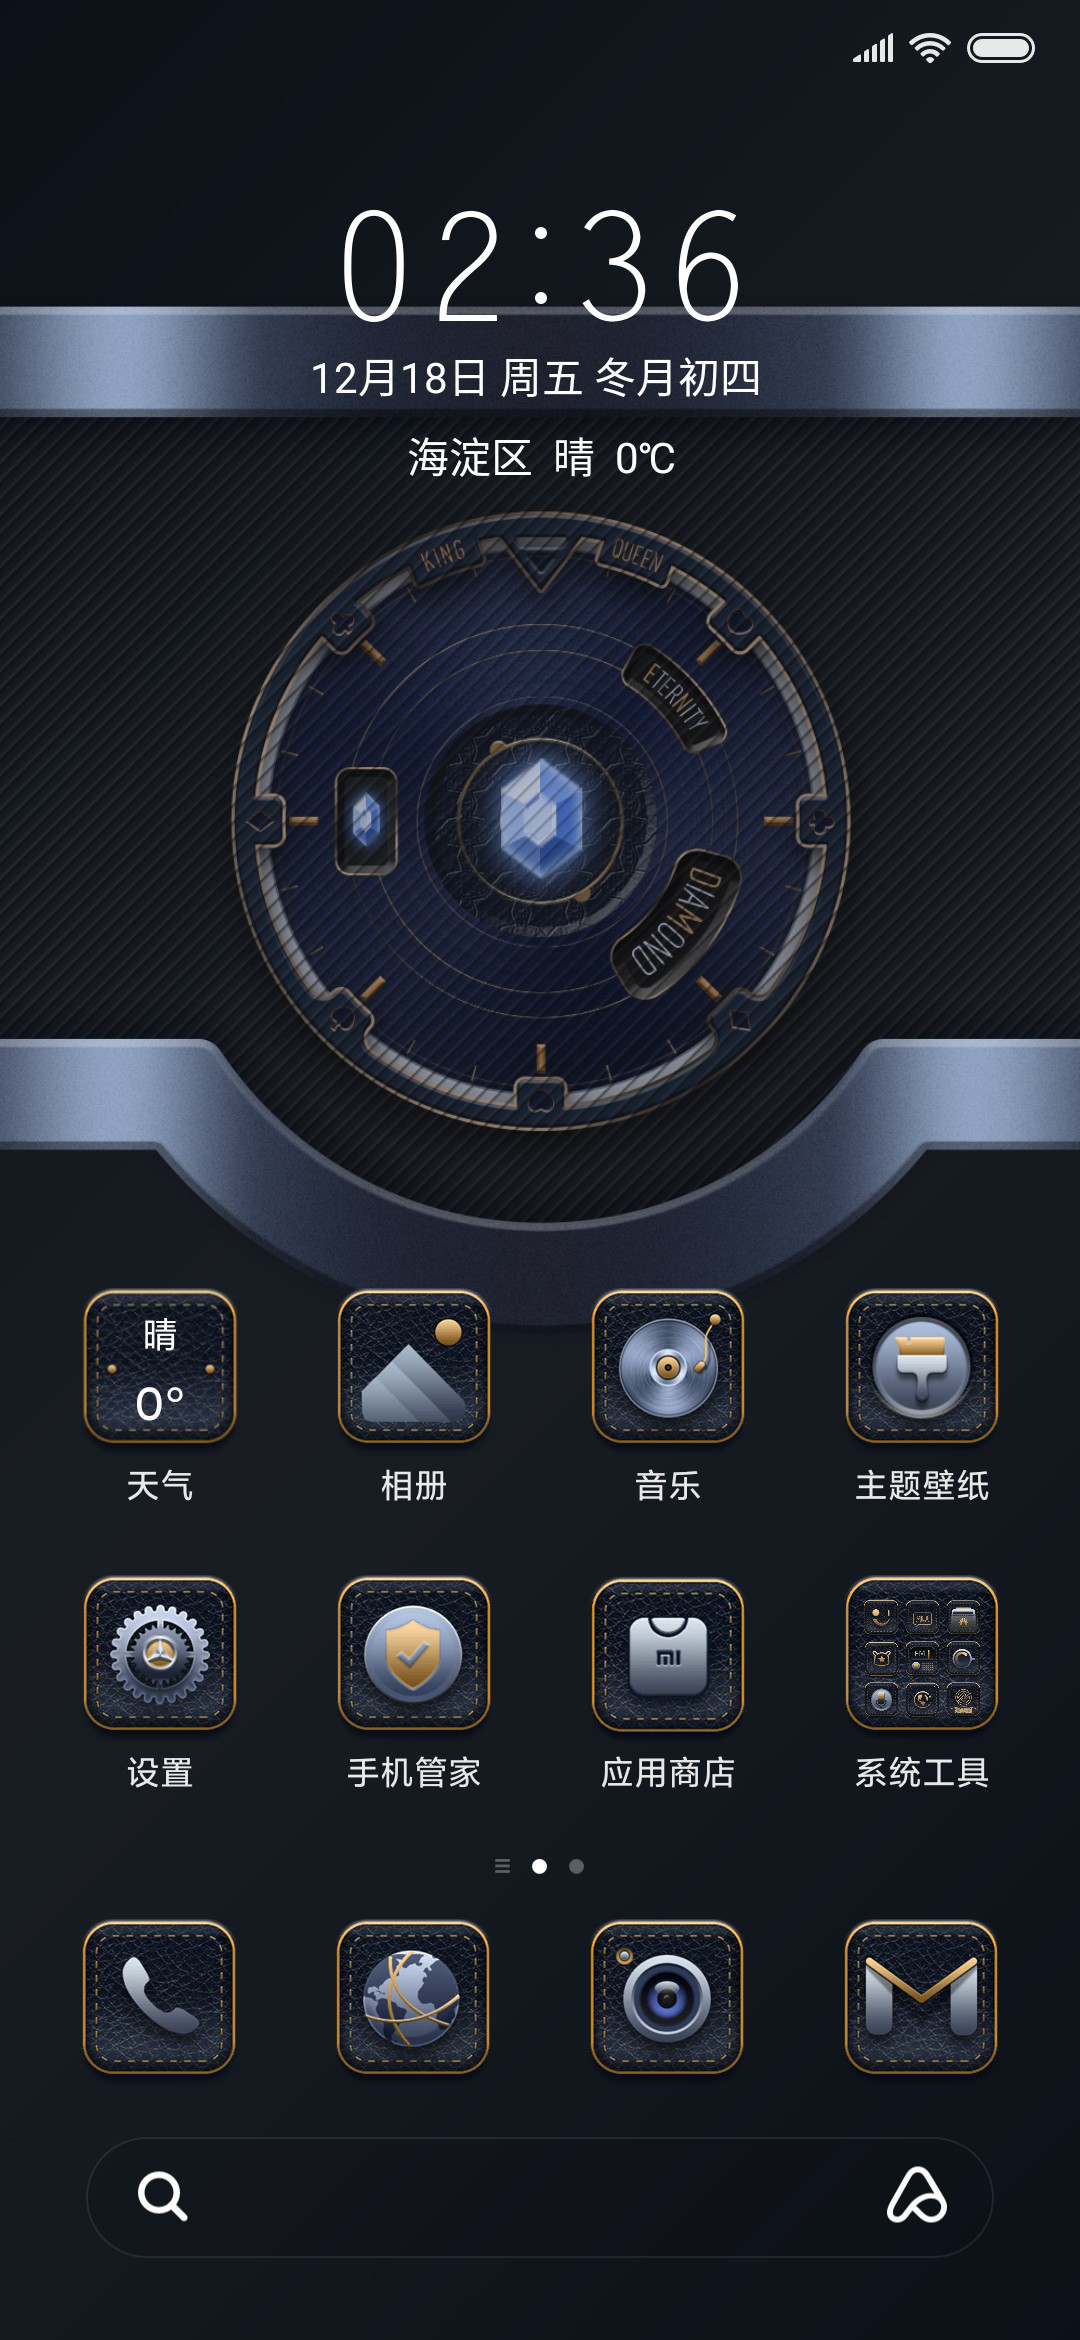 02:36
12月18日 周五 冬月初四
海淀区 晴 0℃
KING
QUEEN
ETERNITY
DIAMOND
晴
0°
天气
相册
音乐
主题壁纸
mi
设置
手机管家
应用商店
系统工具